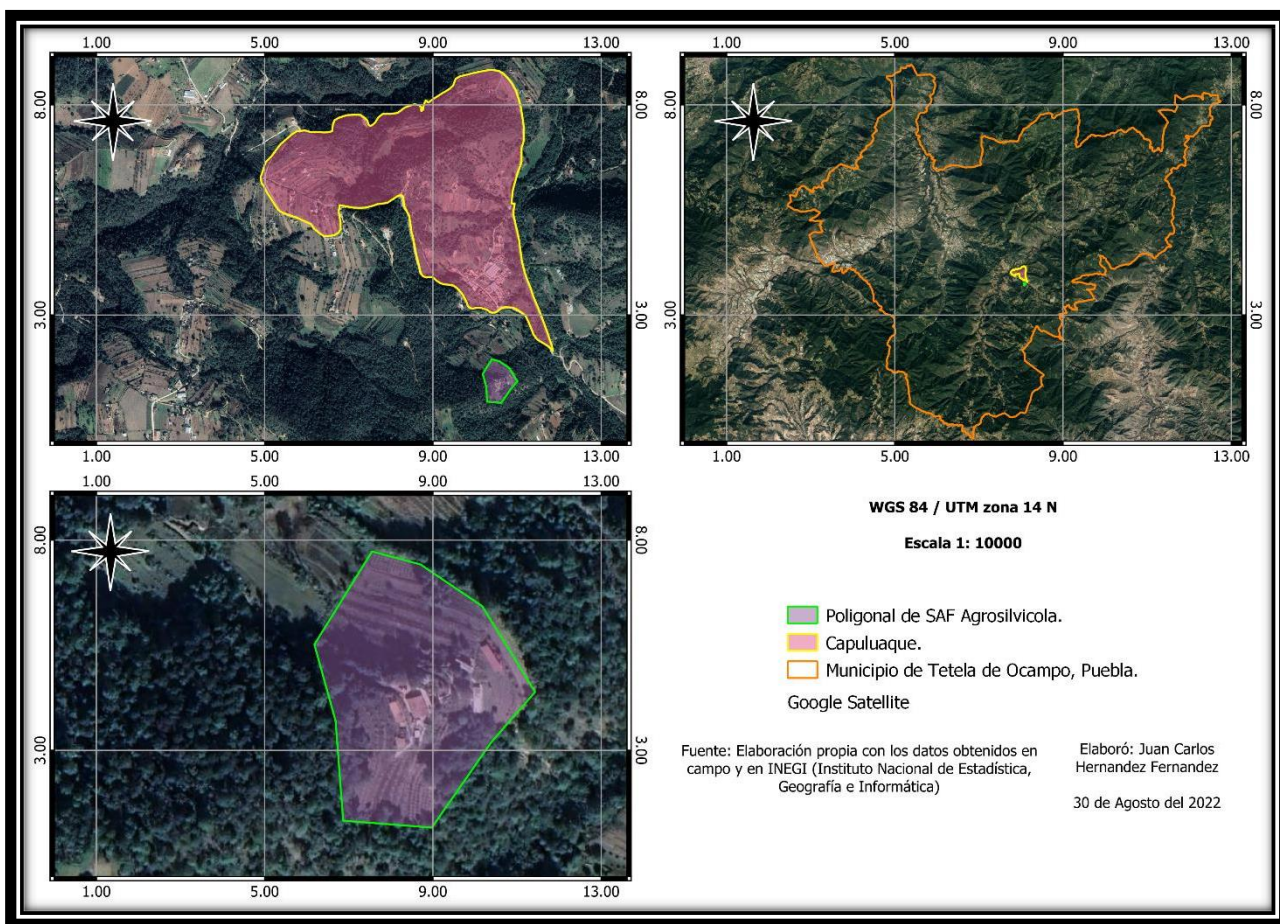 1.00 5.00 9.00 13.00
8.00 8.00
3.00 3.00
1.00 5.00 9.00 13.00
1.00 5.00 9.00 13.00
8.00 8.00
3.00 3.00
1.00 5.00 9.00 13.00
1.00 5.00 9.00 13.00
8.00 8.00
3.00 3.00
1.00 5.00 9.00 13.00
WGS 84 / UTM zona 14 N
Escala 1: 10000
Poligonal de SAF Agrosilvicola.
Capuluaque.
Municipio de Tetela de Ocampo, Puebla.
Google Satellite
Fuente: Elaboración propia con los datos obtenidos en
campo y en INEGI (Instituto Nacional de Estadística,
Geografía e Informática)
Elaboró: Juan Carlos
Hernandez Fernandez
30 de Agosto del 2022